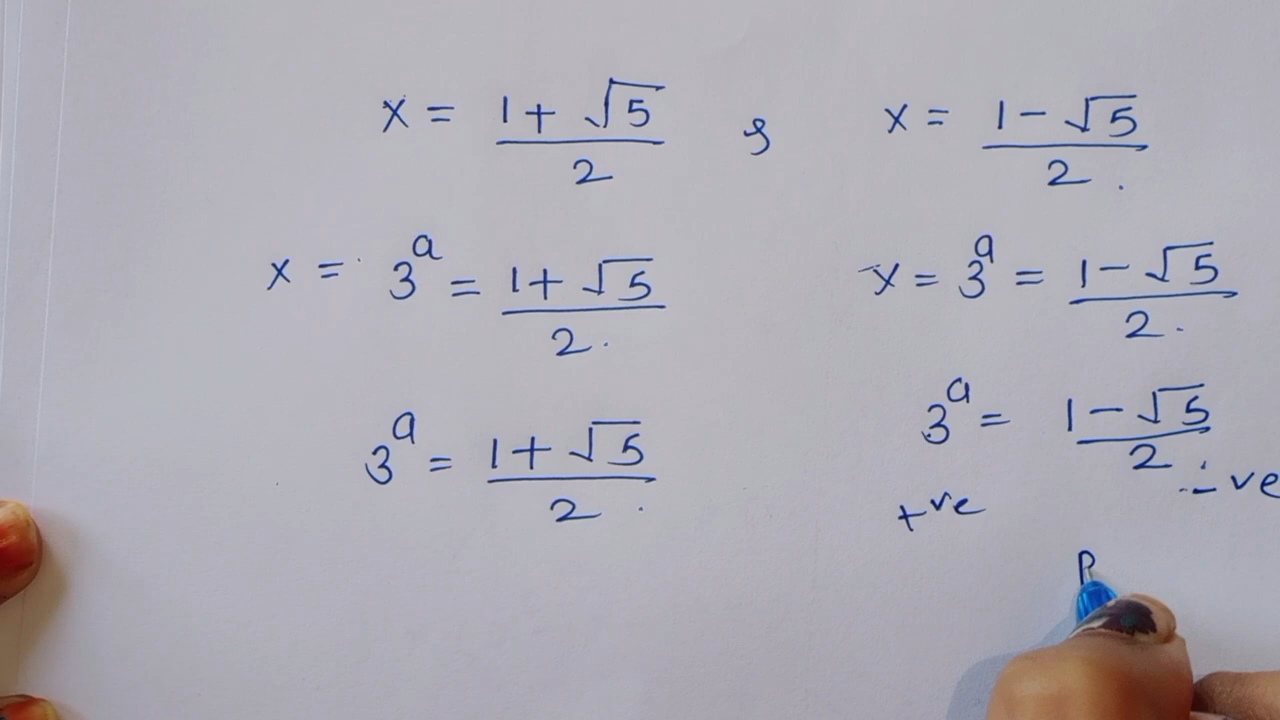 x = (1 + √5)/2 , x = (1 - √5)/2 .
x = 3^a = (1 + √5)/2 . x = 3^a = (1 - √5)/2 .
3^a = (1 + √5)/2 . 3^a = (1 - √5)/2
+ve -ve